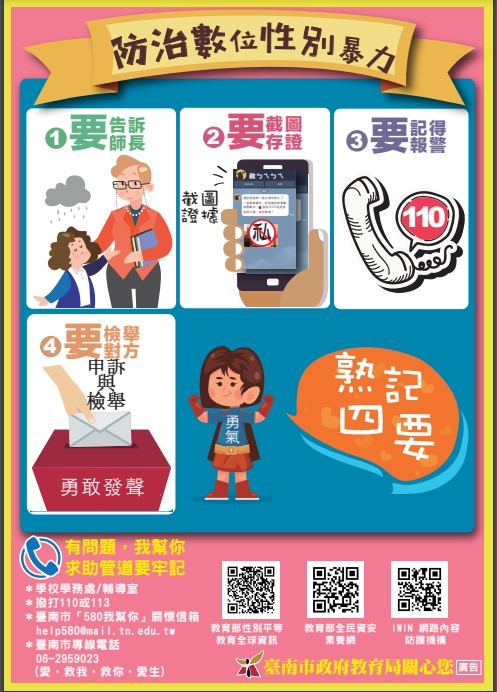 防治數位性別暴力
1要告訴師長
2要截圖存證
3要記得報警
截圖
證據
數ㄅㄟㄋㄟ
私
110
4要檢舉對方
申訴
與
檢舉
勇敢發聲
勇氣
熟記
四要
有問題，我幫你
求助管道要牢記
＊學校學務處/輔導室
＊撥打110或113
＊臺南市「580我幫你」關懷信箱
help580@mail.tn.edu.tw
＊臺南市專線電話
06-2959023
(愛‧救我‧救你‧愛生)
教育部性別平等
教育全球資訊
教育部全民資安
素養網
iWIN 網路內容
防護機構
臺南市政府教育局關心您 廣告